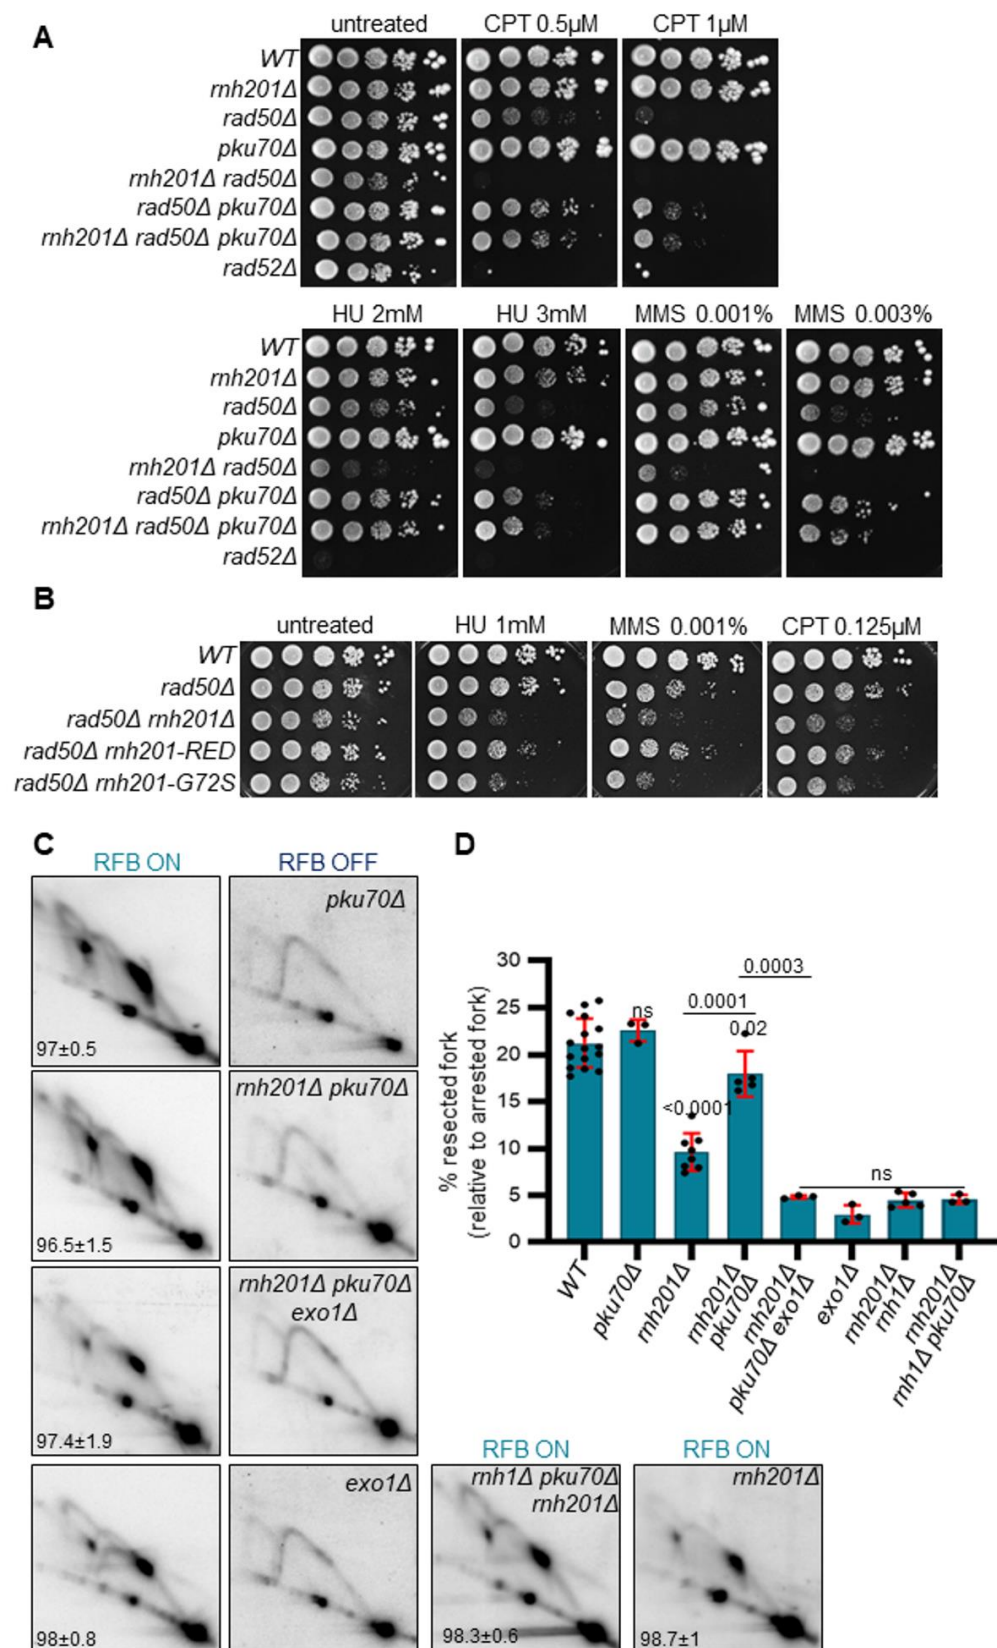 A
untreated
CPT 0.5µM
CPT 1µM
WT
rnh201Δ
rad50Δ
pku70Δ
rnh201Δ rad50Δ
rad50Δ pku70Δ
rnh201Δ rad50Δ pku70Δ
rad52Δ
HU 2mM
HU 3mM
MMS 0.001%
MMS 0.003%
WT
rnh201Δ
rad50Δ
pku70Δ
rnh201Δ rad50Δ
rad50Δ pku70Δ
rnh201Δ rad50Δ pku70Δ
rad52Δ
B
untreated
HU 1mM
MMS 0.001%
CPT 0.125µM
WT
rad50Δ
rad50Δ rnh201Δ
rad50Δ rnh201-RED
rad50Δ rnh201-G72S
C
RFB ON
RFB OFF
pku70Δ
97±0.5
rnh201Δ pku70Δ
96.5±1.5
rnh201Δ pku70Δ
exo1Δ
97.4±1.9
exo1Δ
98±0.8
RFB ON
rnh1Δ pku70Δ
rnh201Δ
98.3±0.6
RFB ON
rnh201Δ
98.7±1
D
% resected fork
(relative to arrested fork)
30
25
20
15
10
5
0
ns
<0.0001
0.0001
0.02
0.0003
ns
WT
pku70Δ
rnh201Δ
rnh201Δ
pku70Δ
rnh201Δ
pku70Δ exo1Δ
exo1Δ
rnh201Δ
rnh1Δ
rnh201Δ
rnh1Δ pku70Δ